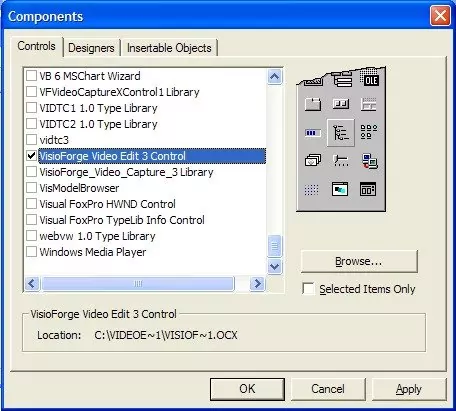 Components
Controls Designers Insertable Objects
VB 6 MSChart Wizard
VFVideoCaptureXControl1 Library
VIDTC1 1.0 Type Library
VIDTC2 1.0 Type Library
vidtc3
VisioForge Video Edit 3 Control
VisioForge_Video_Capture_3 Library
VisModelBrowser
Visual FoxPro HWND Control
Visual FoxPro TypeLib Info Control
webvw 1.0 Type Library
Windows Media Player
OLE
Browse...
Selected Items Only
VisioForge Video Edit 3 Control
Location: C:\VIDEOE~1\VISIOF~1.OCX
OK Cancel Apply